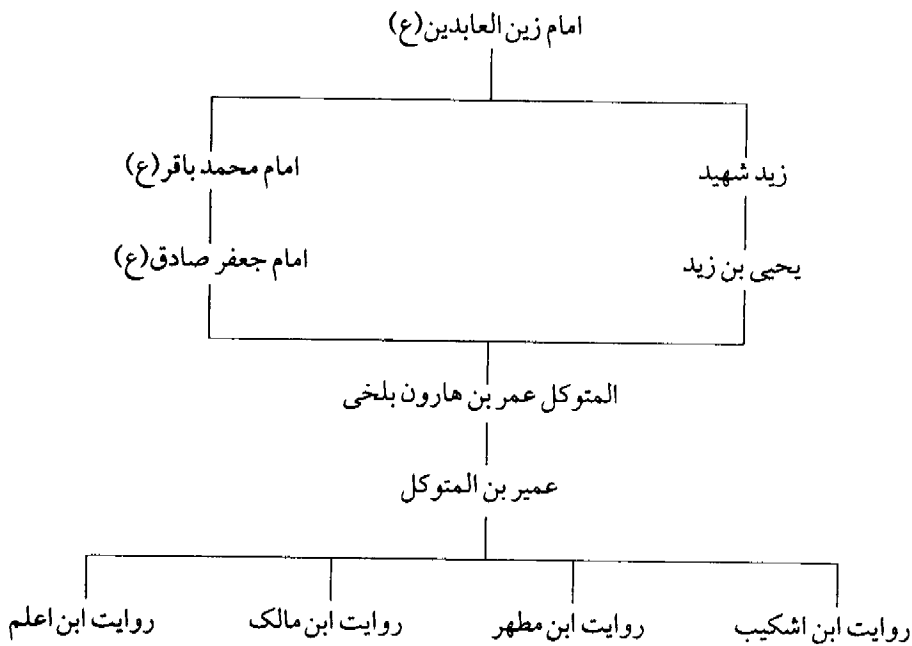 امام زین العابدین(ع)
زید شهید
امام محمد باقر(ع)
یحیی بن زید
امام جعفر صادق(ع)
المتوکل عمر بن هارون بلخی
عمیر بن المتوکل
روایت ابن اشکیب
روایت ابن مطهر
روایت ابن مالک
روایت ابن اعلم